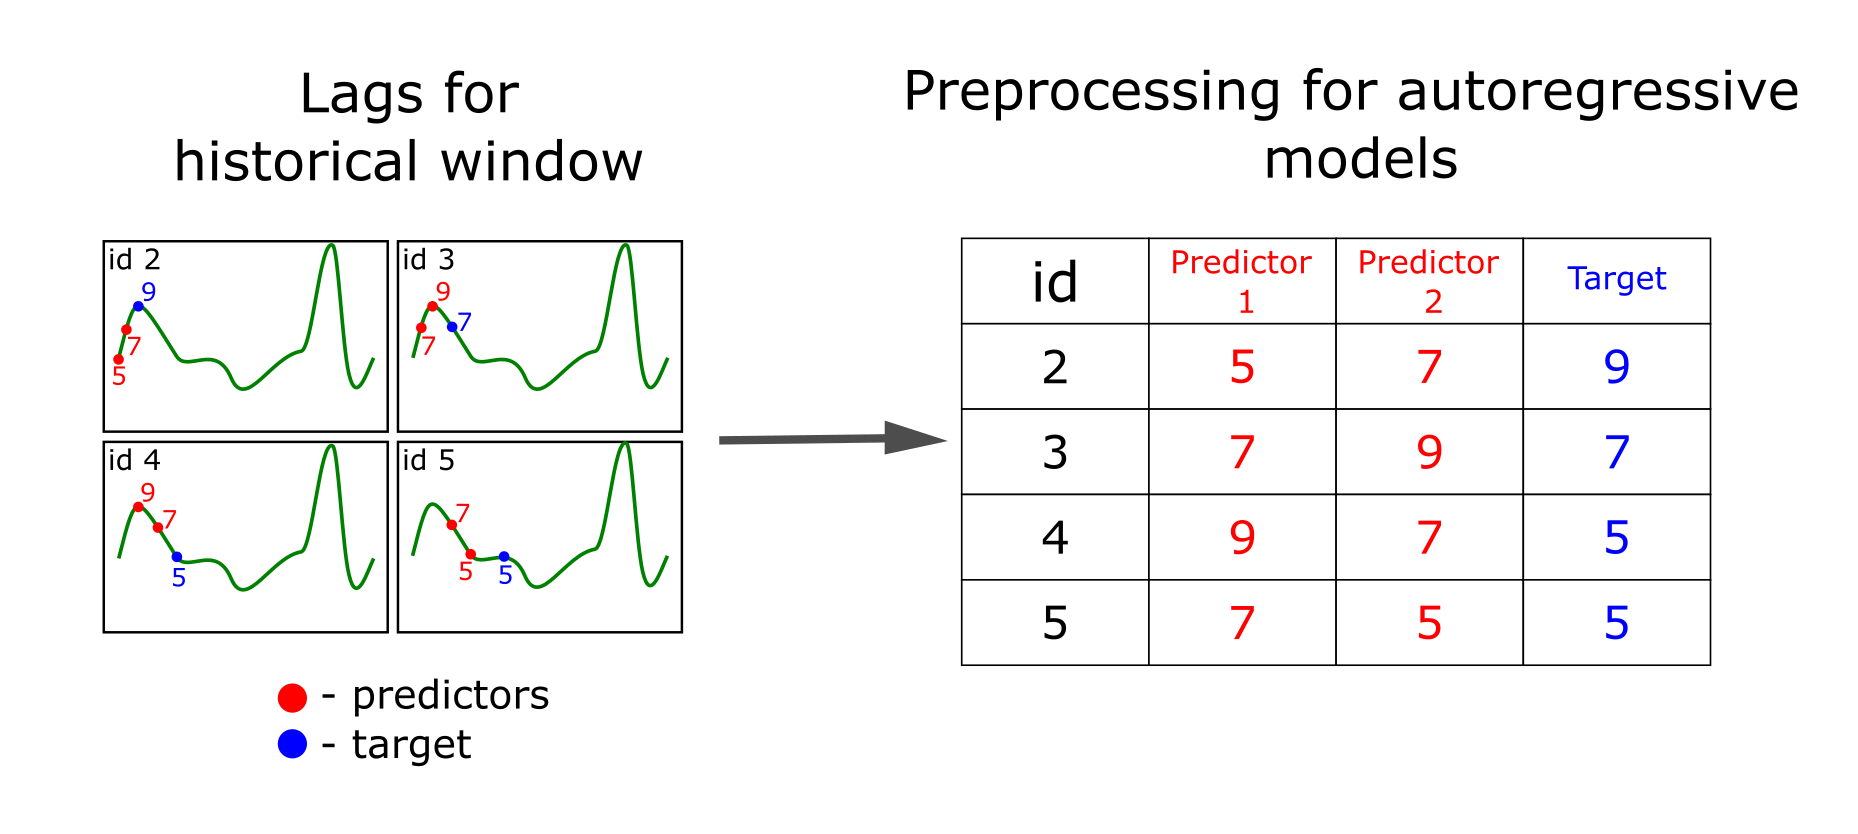 Lags for
historical window
id 2
9
7
5
id 3
9
7
7
id 4
9
7
5
id 5
7
5
5
- predictors
- target
Preprocessing for autoregressive
models
id
Predictor
1
Predictor
2
Target
2 5 7 9
3 7 9 7
4 9 7 5
5 7 5 5